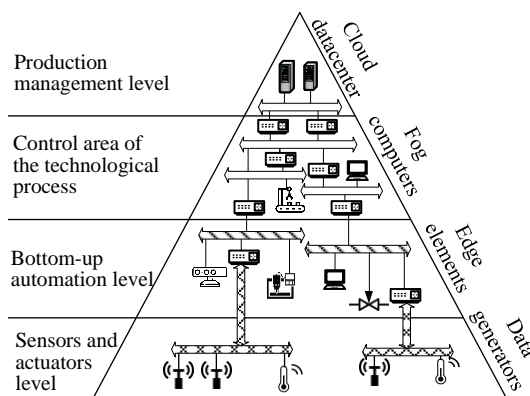 Production
management level
Cloud
datacenter
Control area of
the technological
process
Fog
computers
Bottom-up
automation level
Edge
elements
Sensors and
actuators
level
Data
generators